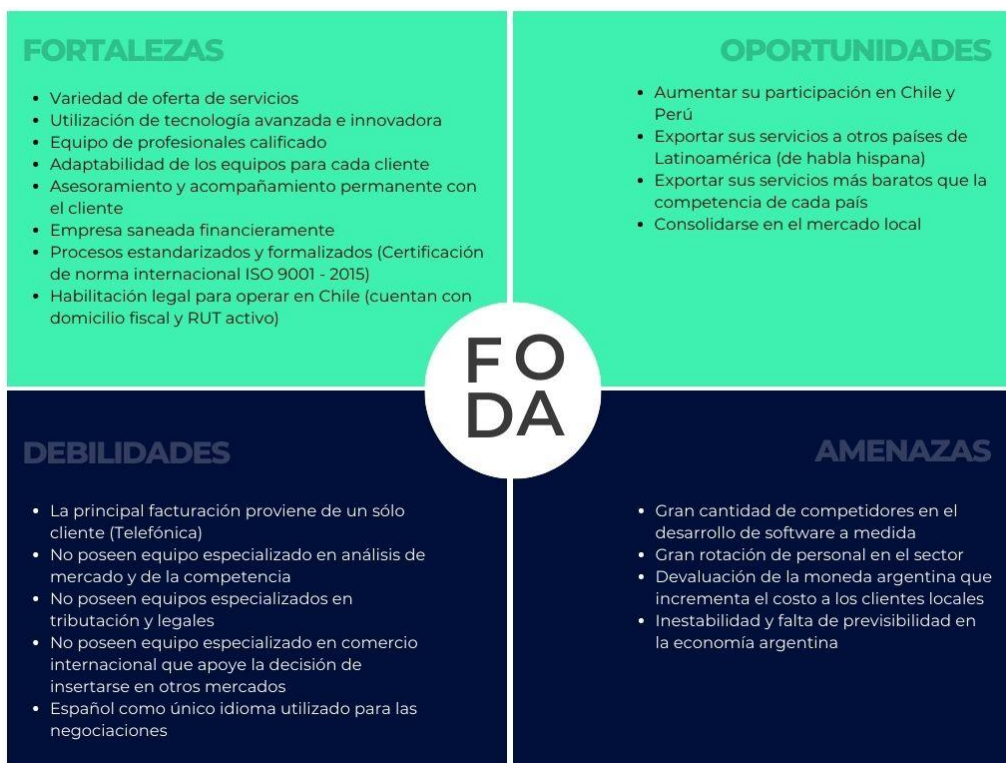 FORTALEZAS
• Variedad de oferta de servicios
• Utilización de tecnología avanzada e innovadora
• Equipo de profesionales calificado
• Adaptabilidad de los equipos para cada cliente
• Asesoramiento y acompañamiento permanente con
el cliente
• Empresa saneada financieramente
• Procesos estandarizados y formalizados (Certificación
de norma internacional ISO 9001 - 2015)
• Habilitación legal para operar en Chile (cuentan con
domicilio fiscal y RUT activo)
OPORTUNIDADES
• Aumentar su participación en Chile y
Perú
• Exportar sus servicios a otros países de
Latinoamérica (de habla hispana)
• Exportar sus servicios más baratos que la
competencia de cada país
• Consolidarse en el mercado local
F O
D A
DEBILIDADES
• La principal facturación proviene de un sólo
cliente (Telefónica)
• No poseen equipo especializado en análisis de
mercado y de la competencia
• No poseen equipos especializados en
tributación y legales
• No poseen equipo especializado en comercio
internacional que apoye la decisión de
insertarse en otros mercados
• Español como único idioma utilizado para las
negociaciones
AMENAZAS
• Gran cantidad de competidores en el
desarrollo de software a medida
• Gran rotación de personal en el sector
• Devaluación de la moneda argentina que
incrementa el costo a los clientes locales
• Inestabilidad y falta de previsibilidad en
la economía argentina